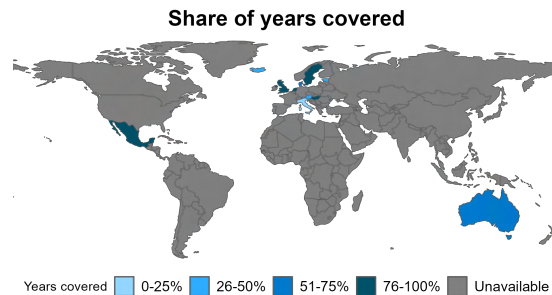 Share of years covered
Years covered 0-25% 26-50% 51-75% 76-100% Unavailable